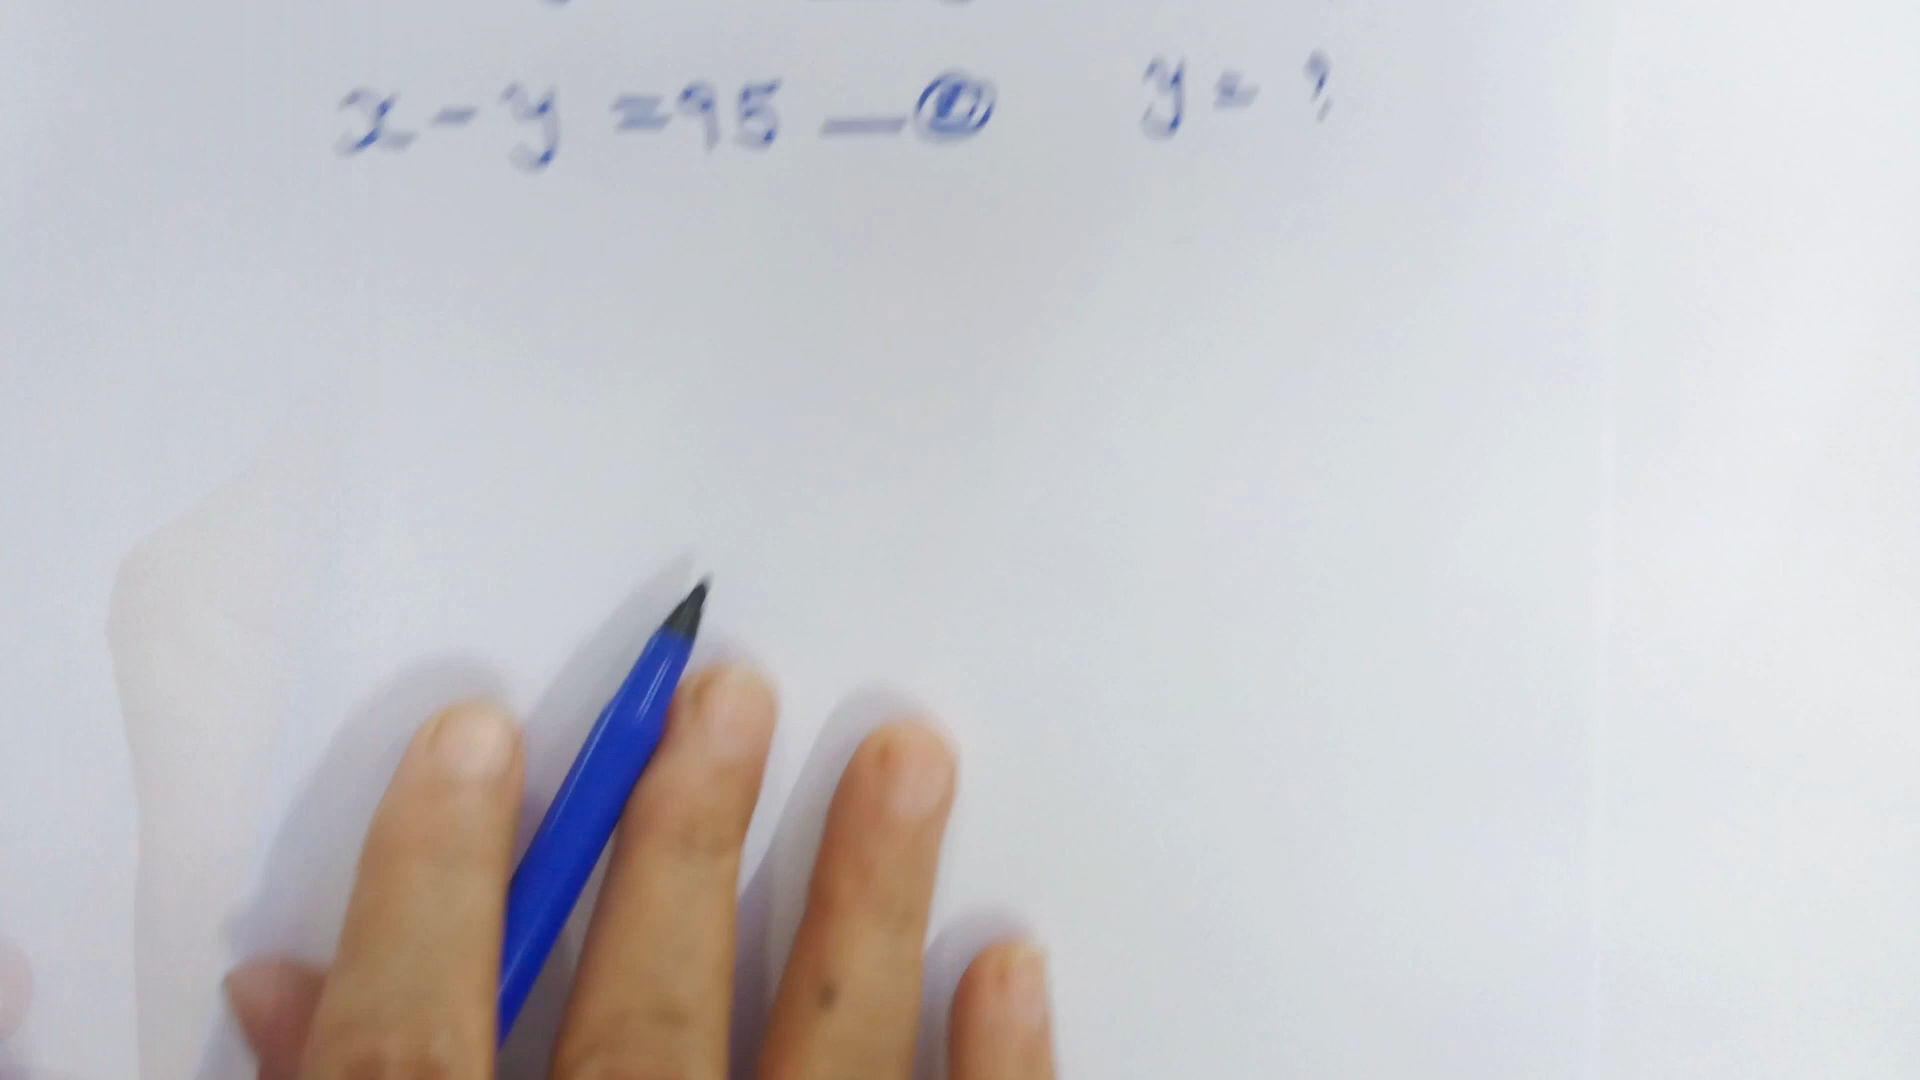 x - y = 95 — ② y = ?